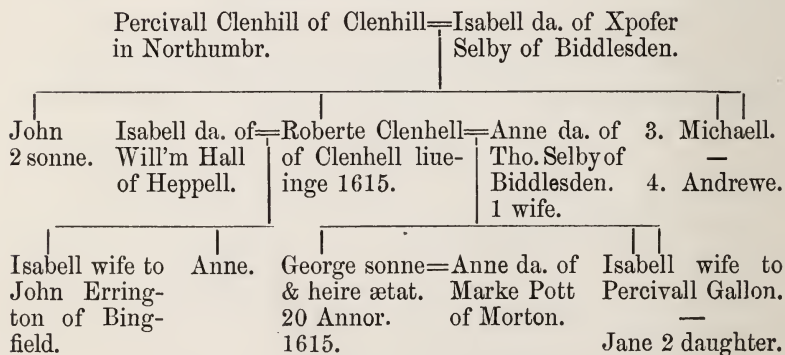 Percivall Clenhill of Clenhill=Isabell da. of Xpofer
in Northumbr.
Selby of Biddlesden.
John
2 sonne.
Isabell da. of=Roberte Clenhell=Anne da. of
Will'm Hall
of Heppell.
of Clenhell liue-
inge 1615.
Tho. Selby of
Biddlesden.
1 wife.
3. Michaell.
—
4. Andrewe.
Isabell wife to
John Erring-
ton of Bing-
field.
Anne.
George sonne=Anne da. of
& heire ætat.
20 Annor.
1615.
Marke Pott
of Morton.
Isabell wife to
Percivall Gallon.
—
Jane 2 daughter.